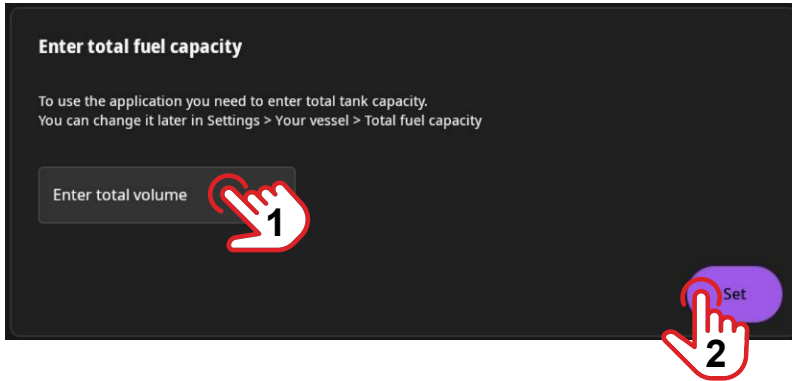 Enter total fuel capacity
To use the application you need to enter total tank capacity.
You can change it later in Settings > Your vessel > Total fuel capacity
Enter total volume
1
Set
2